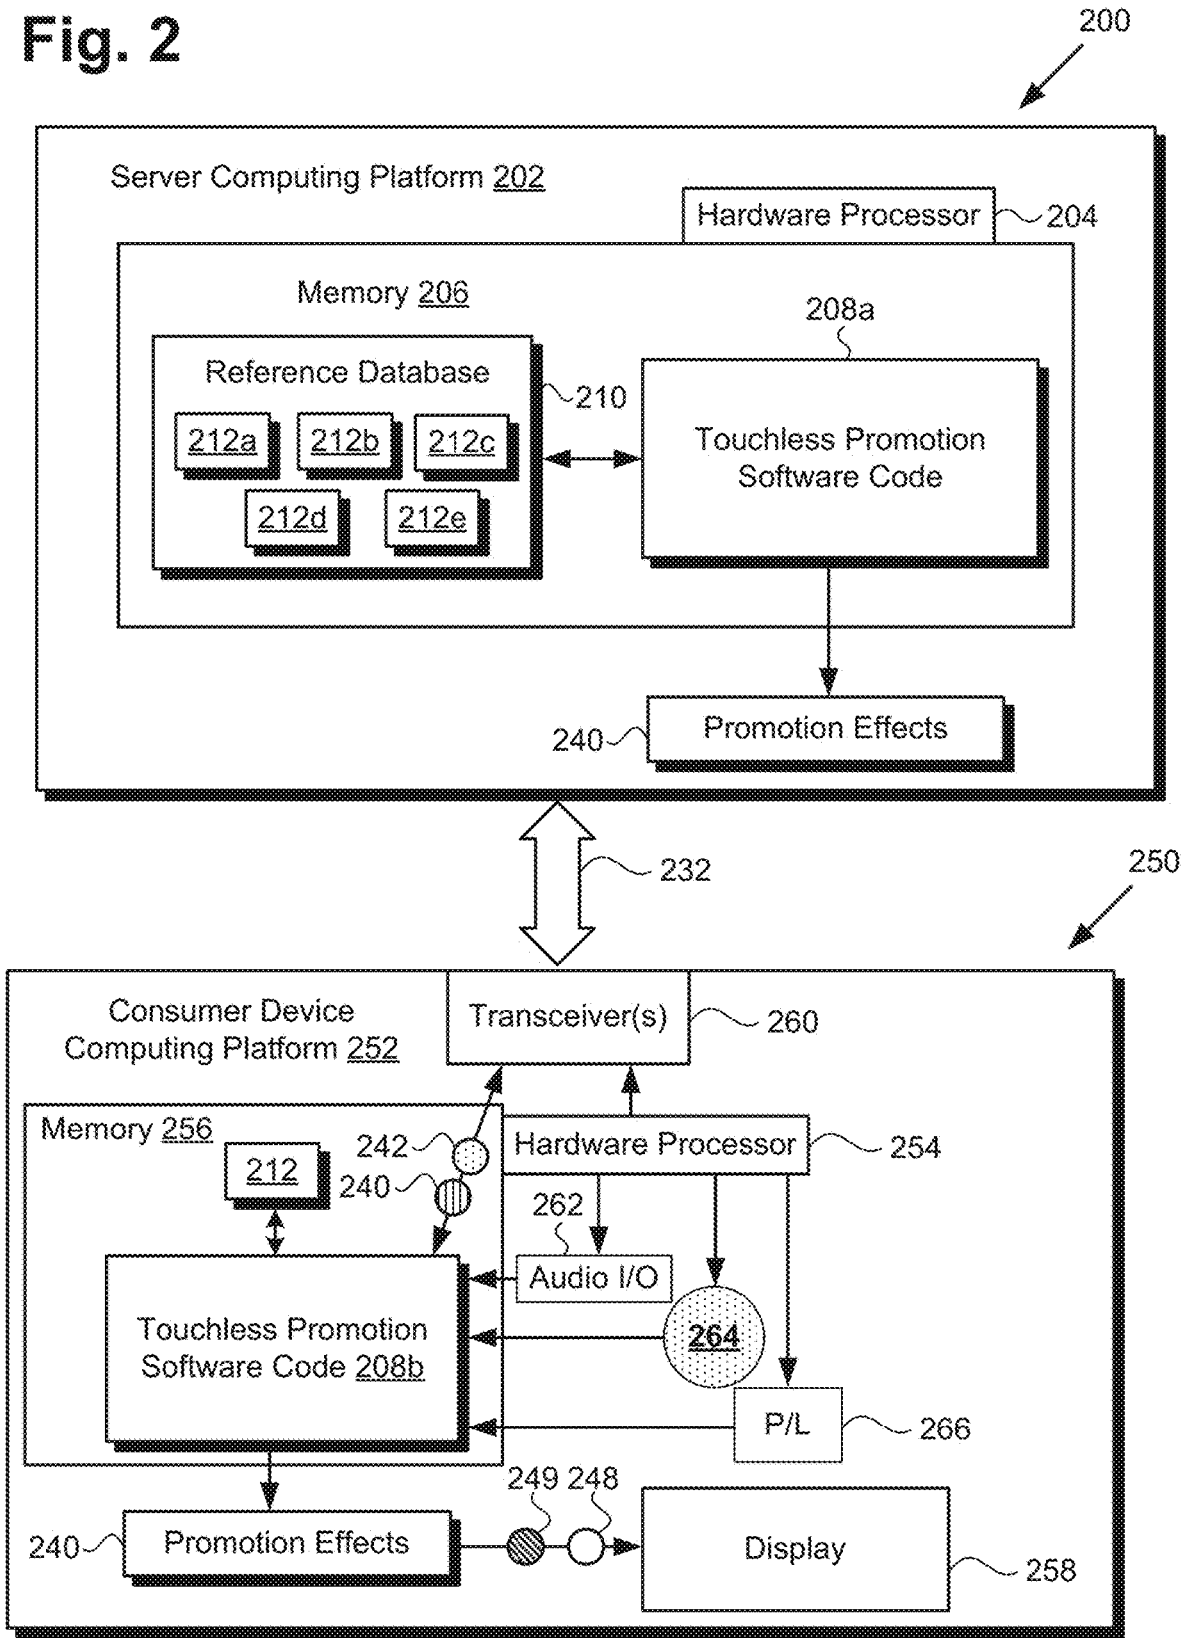 Fig. 2
200
Server Computing Platform 202
Hardware Processor
204
Memory 206
208a
Reference Database
210
212a
212b
212c
212d
212e
Touchless Promotion
Software Code
Promotion Effects
240
232
250
Consumer Device
Computing Platform 252
Transceiver(s)
260
Memory 256
242
Hardware Processor
254
212
240
262
Audio I/O
264
Touchless Promotion
Software Code 208b
P/L
266
249
248
240
Promotion Effects
Display
258